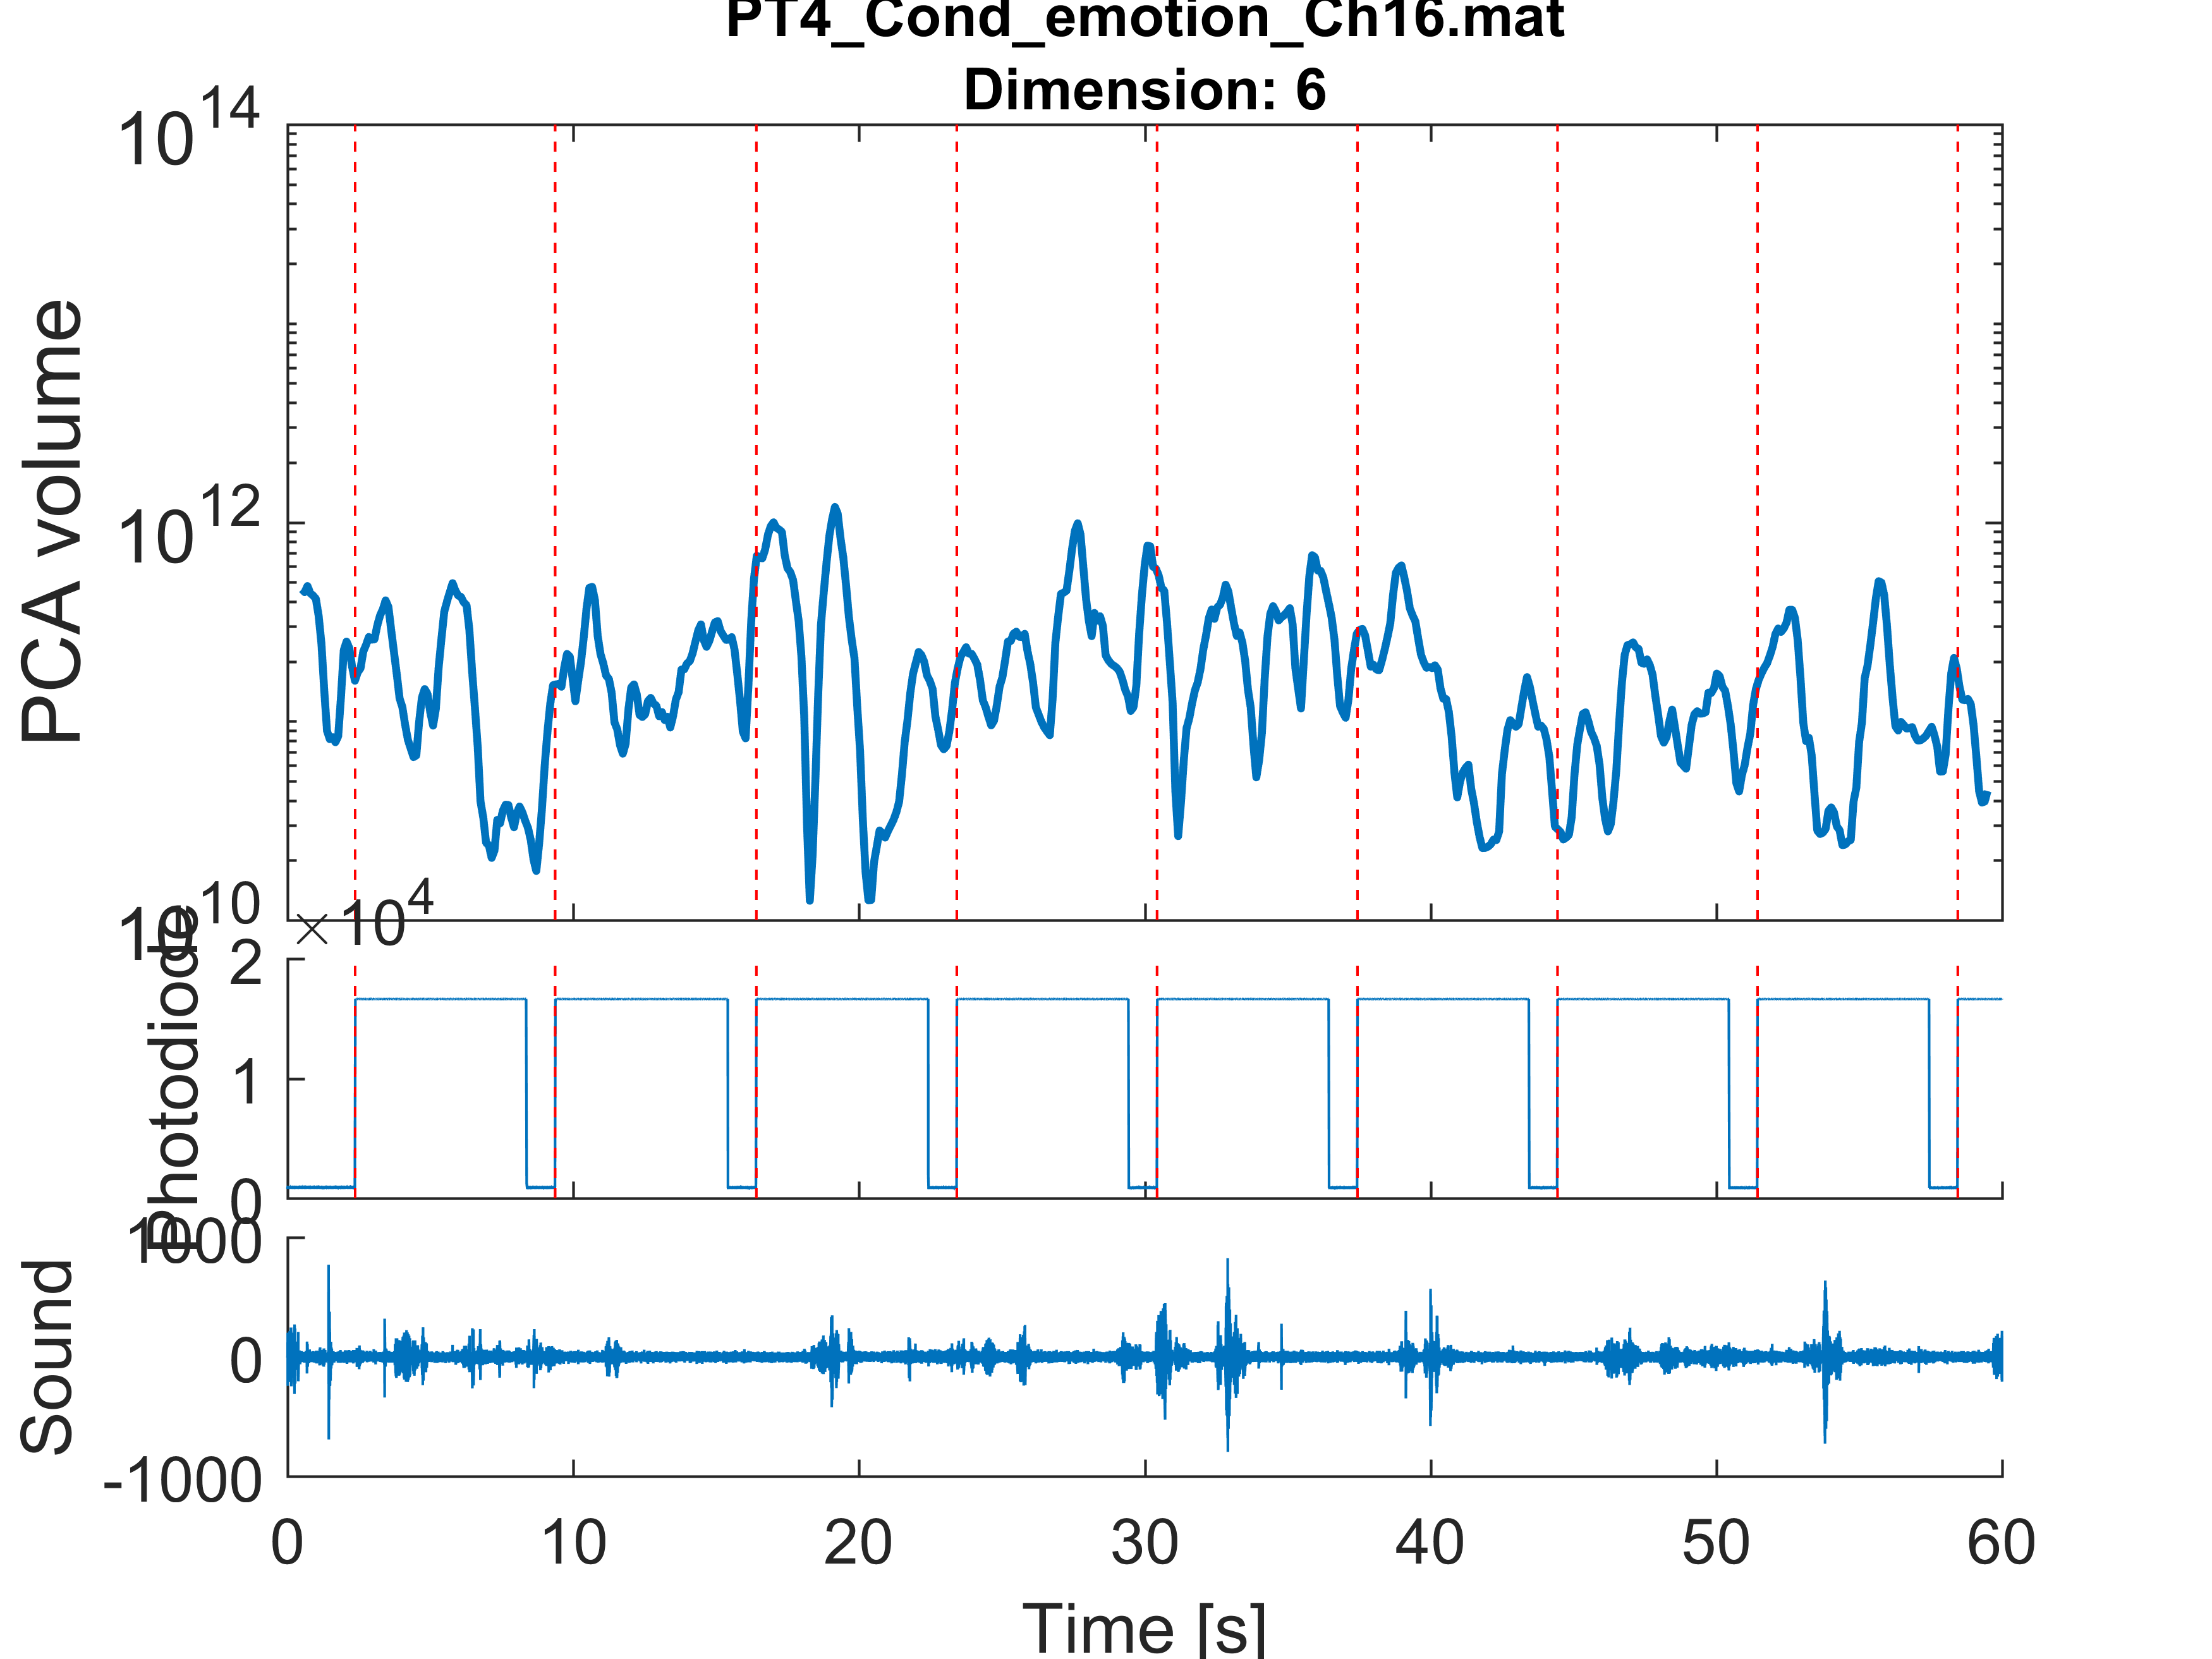 PT4_Cond_emotion_Ch16.mat
Dimension: 6
PCA volume
10^14
10^12
10^10
×10^4
Photodiode
2
1
0
Sound
1000
0
-1000
0 10 20 30 40 50 60
Time [s]